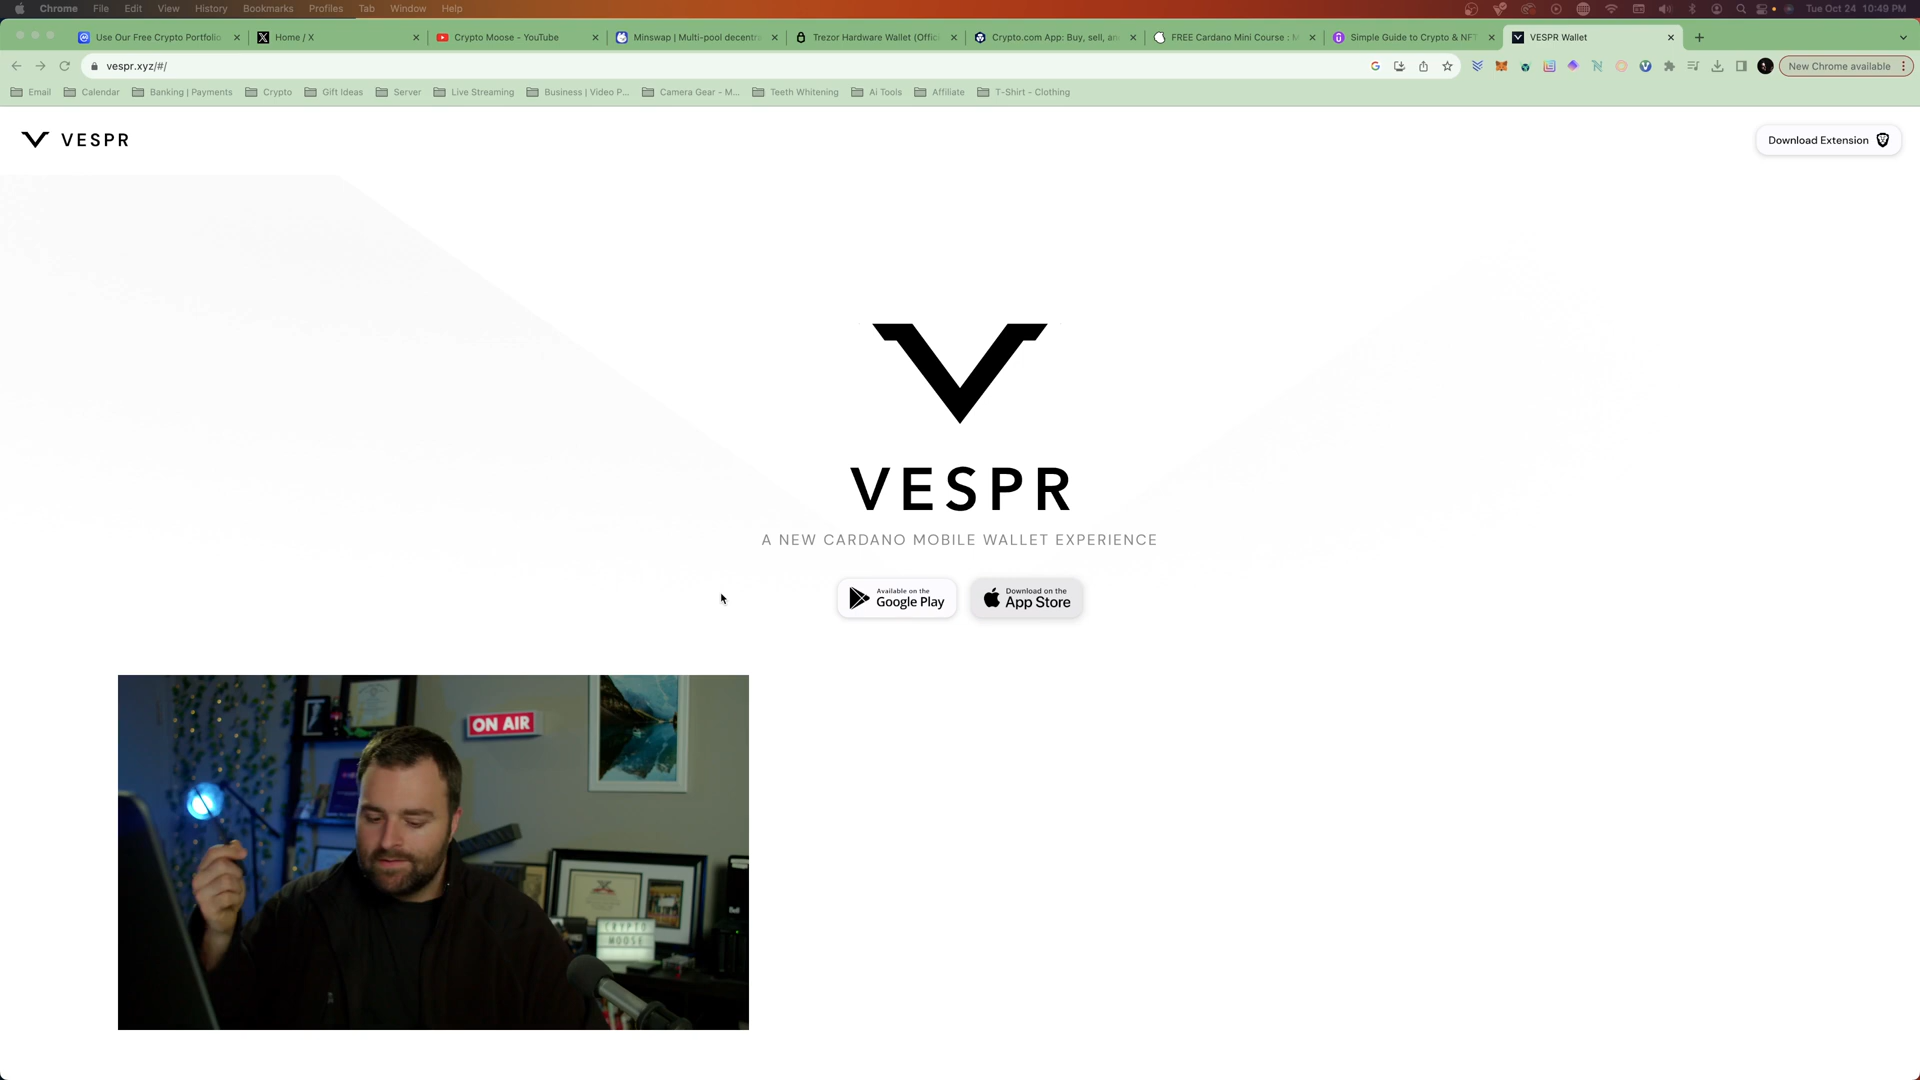 Chrome File Edit View History Bookmarks Profiles Tab Window Help Tue Oct 24 10:49 PM
Use Our Free Crypto Portfolio Home / X Crypto Moose - YouTube Minswap | Multi-pool decentra Trezor Hardware Wallet (Offici Crypto.com App: Buy, sell, an FREE Cardano Mini Course : M Simple Guide to Crypto & NFT VESPR Wallet
vespr.xyz/#/ New Chrome available
Email Calendar Banking | Payments Crypto Gift Ideas Server Live Streaming Business | Video P... Camera Gear - M... Teeth Whitening Ai Tools Affiliate T-Shirt - Clothing
VESPR Download Extension
VESPR
A NEW CARDANO MOBILE WALLET EXPERIENCE
Available on the Download on the
Google Play App Store
ON AIR
CRYPTO
MOOSE